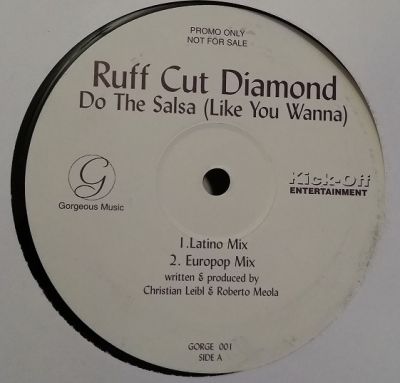 PROMO ONLY
NOT FOR SALE
Ruff Cut Diamond
Do The Salsa (Like You Wanna)
G
Gorgeous Music
Kick-Off
ENTERTAINMENT
1.Latino Mix
2. Europop Mix
written & produced by
Christian Leibl & Roberto Meola
GORGE 001
SIDE A